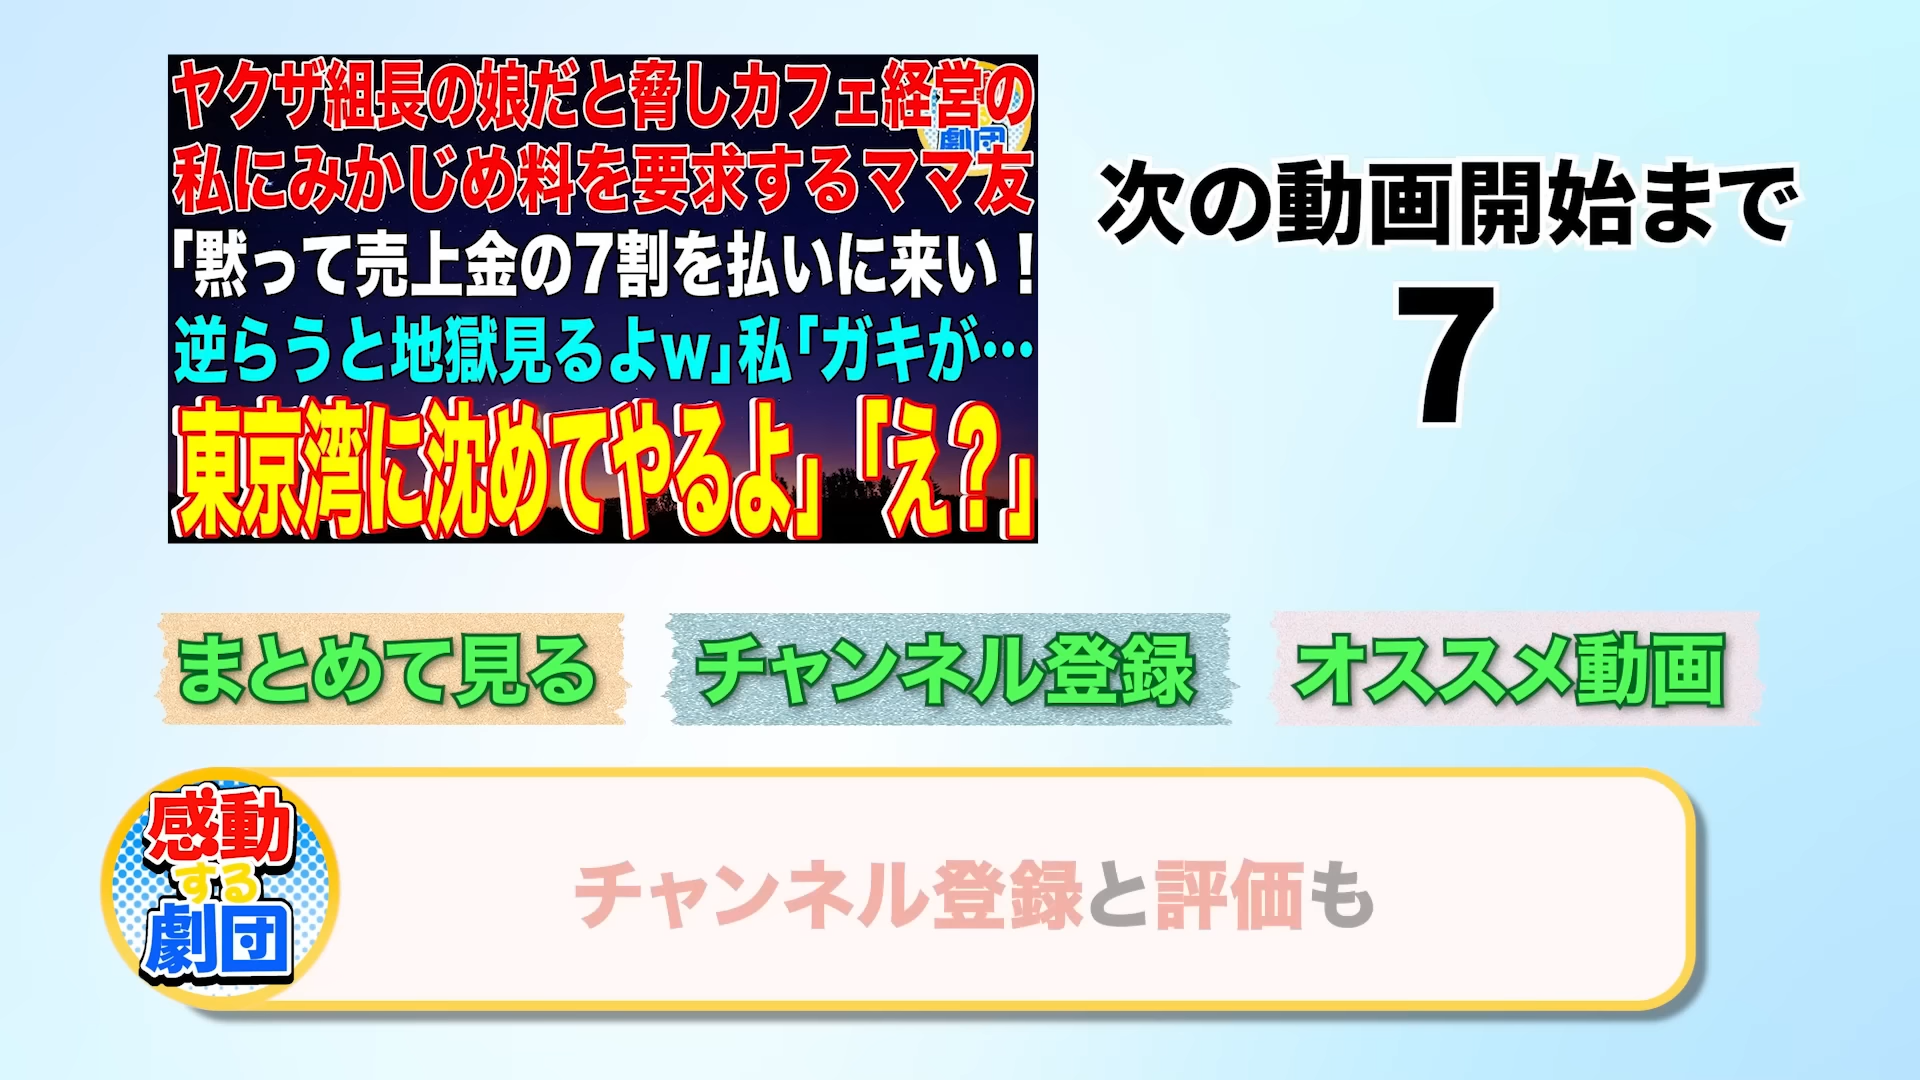 ヤクザ組長の娘だと脅しカフェ経営の
私にみかじめ料を要求するママ友
「黙って売上金の7割を払いに来い！
逆らうと地獄見るよw」私「ガキが…
東京湾に沈めてやるよ」「え？」
劇団
次の動画開始まで
7
まとめて見る
チャンネル登録
オススメ動画
感動
する
劇団
チャンネル登録と評価も